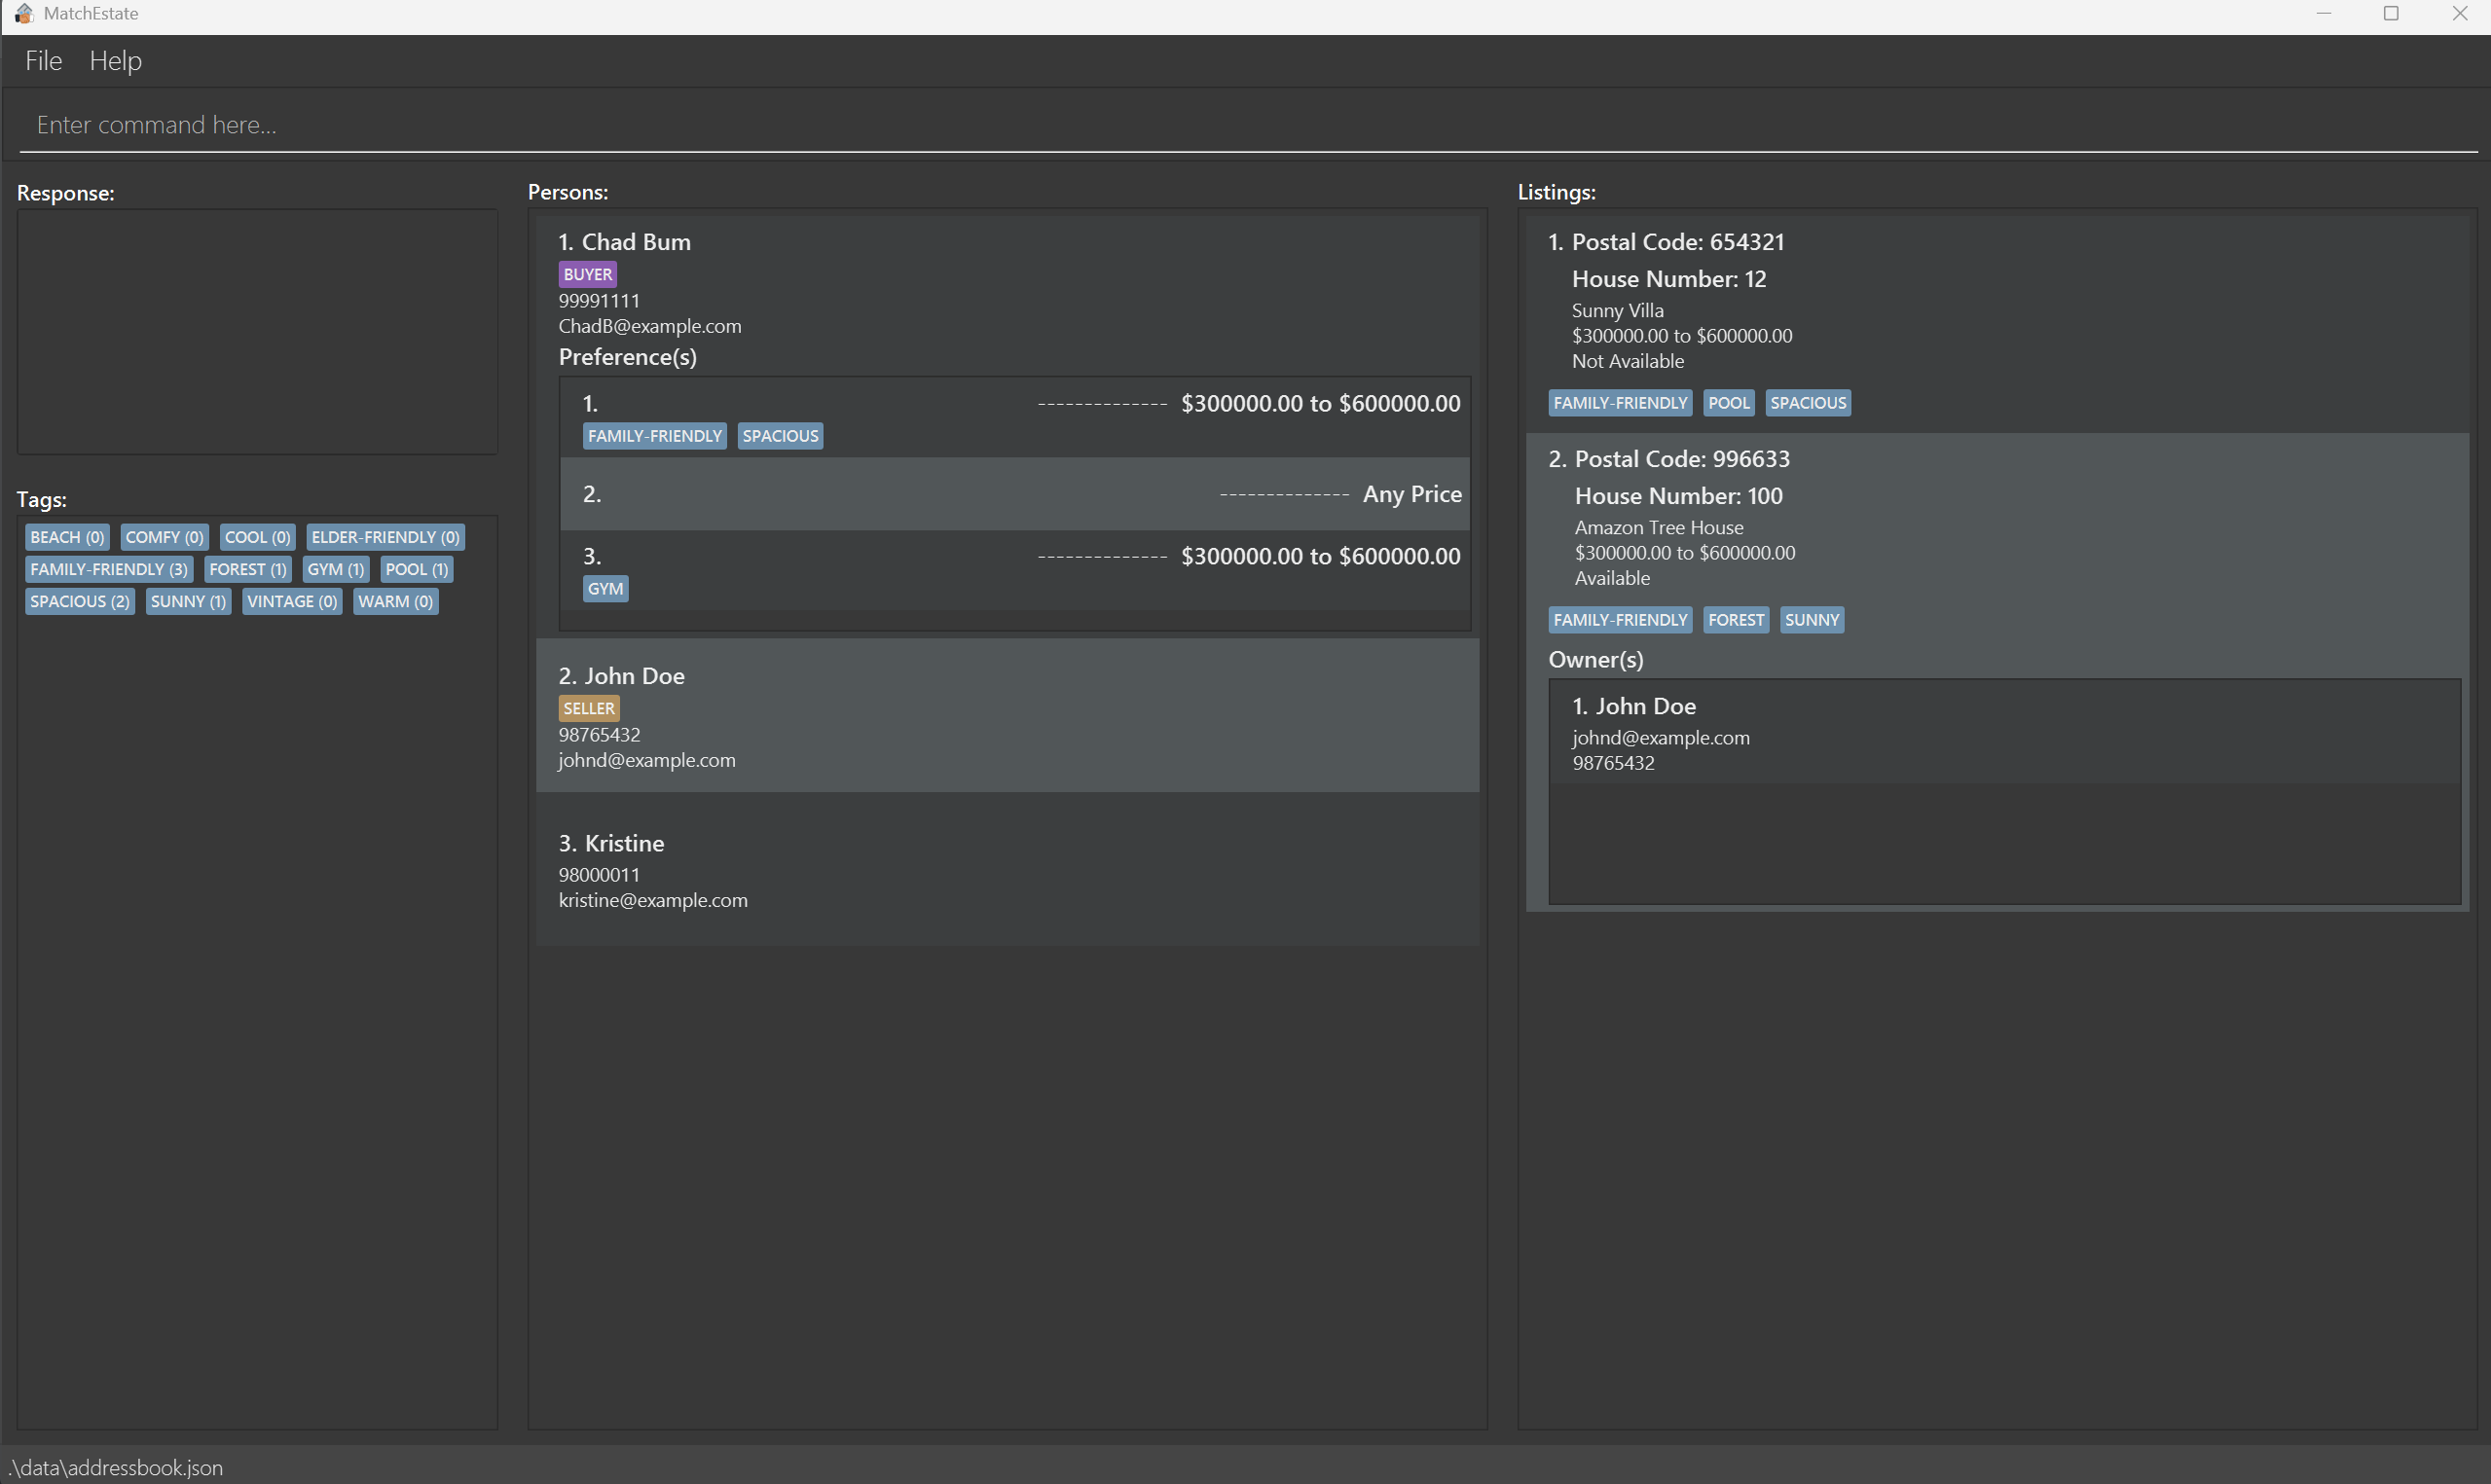 MatchEstate
File Help
Enter command here...
Response:
Tags:
BEACH (0) COMFY (0) COOL (0) ELDER-FRIENDLY (0)
FAMILY-FRIENDLY (3) FOREST (1) GYM (1) POOL (1)
SPACIOUS (2) SUNNY (1) VINTAGE (0) WARM (0)
Persons:
1. Chad Bum
BUYER
99991111
ChadB@example.com
Preference(s)
1. -------------- $300000.00 to $600000.00
FAMILY-FRIENDLY SPACIOUS
2. -------------- Any Price
3. -------------- $300000.00 to $600000.00
GYM
2. John Doe
SELLER
98765432
johnd@example.com
3. Kristine
98000011
kristine@example.com
Listings:
1. Postal Code: 654321
House Number: 12
Sunny Villa
$300000.00 to $600000.00
Not Available
FAMILY-FRIENDLY POOL SPACIOUS
2. Postal Code: 996633
House Number: 100
Amazon Tree House
$300000.00 to $600000.00
Available
FAMILY-FRIENDLY FOREST SUNNY
Owner(s)
1. John Doe
johnd@example.com
98765432
.\data\addressbook.json